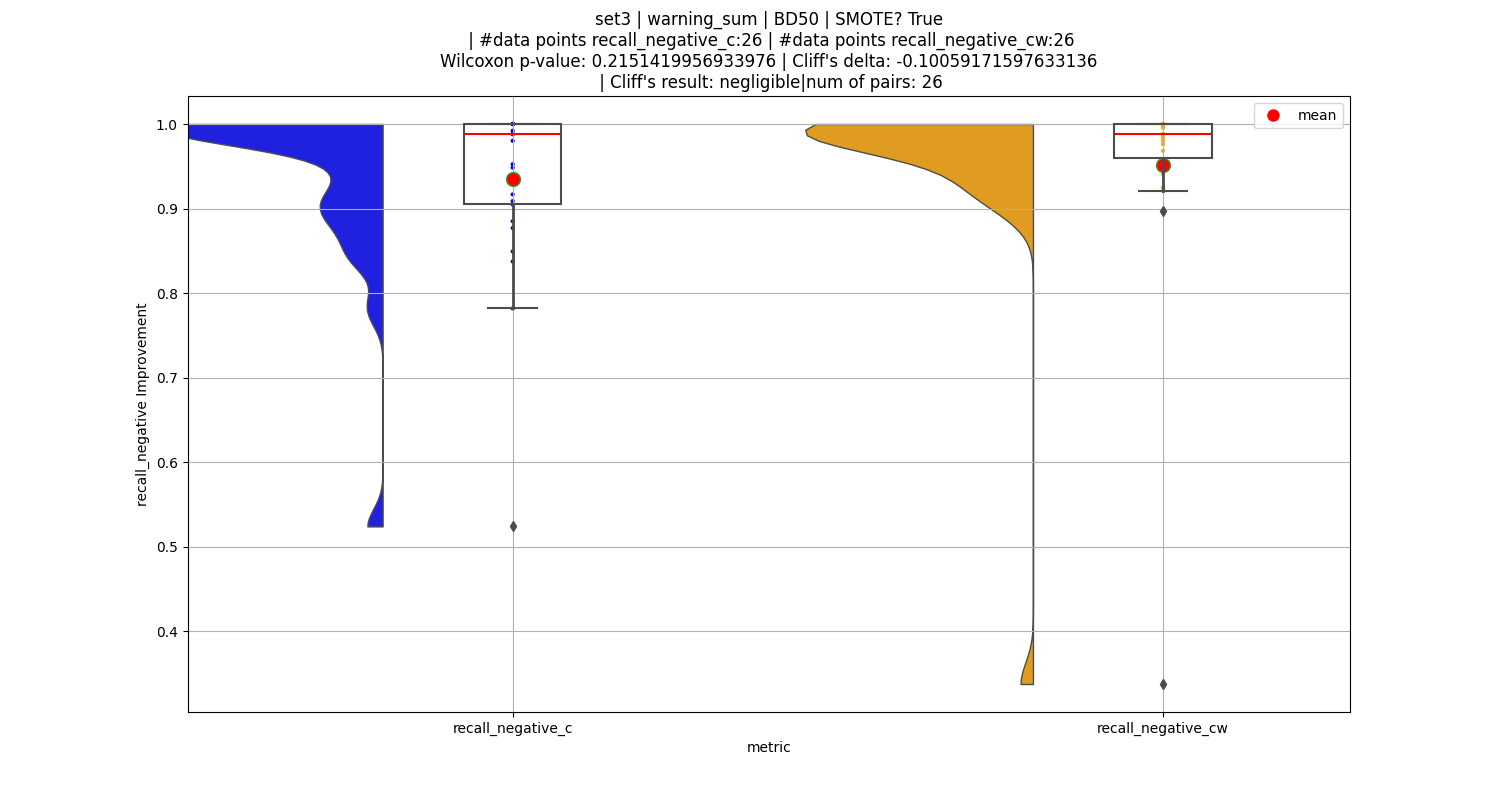 set3 | warning_sum | BD50 | SMOTE? True
| #data points recall_negative_c:26 | #data points recall_negative_cw:26
Wilcoxon p-value: 0.2151419956933976 | Cliff's delta: -0.10059171597633136
| Cliff's result: negligible|num of pairs: 26
mean
1.0
0.9
0.8
0.7
0.6
0.5
0.4
recall_negative Improvement
recall_negative_c
recall_negative_cw
metric